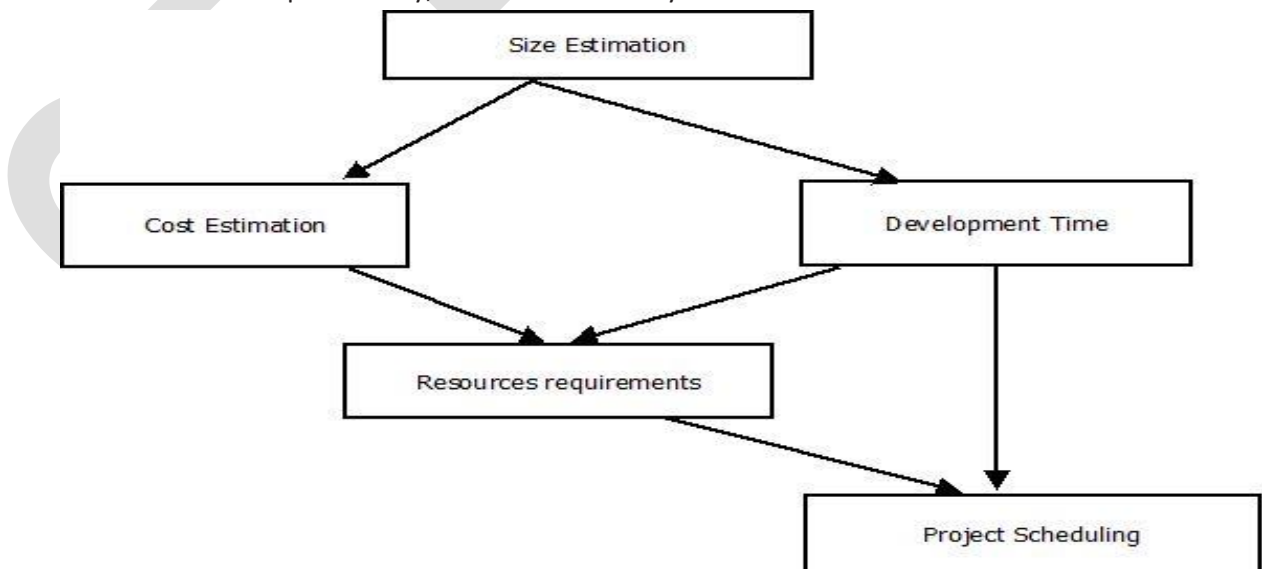 Size Estimation
Cost Estimation
Development Time
Resources requirements
Project Scheduling